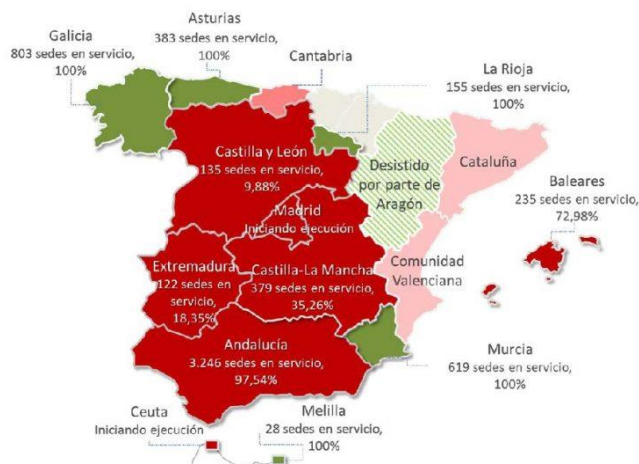 Asturias
383 sedes en servicio,
100%
Galicia
803 sedes en servicio,
100%
Cantabria
La Rioja
155 sedes en servicio,
100%
Castilla y León
135 sedes en servicio,
9,88%
Desistido
por parte de
Aragón
Cataluña
Baleares
235 sedes en servicio,
72,98%
Madrid
Iniciando ejecución
Comunidad
Valenciana
Extremadura
122 sedes en
servicio,
18,35%
Castilla-La Mancha
379 sedes en servicio,
35,26%
Andalucía
3.246 sedes en servicio,
97,54%
Murcia
619 sedes en servicio,
100%
Ceuta
Iniciando ejecución
Melilla
28 sedes en servicio,
100%